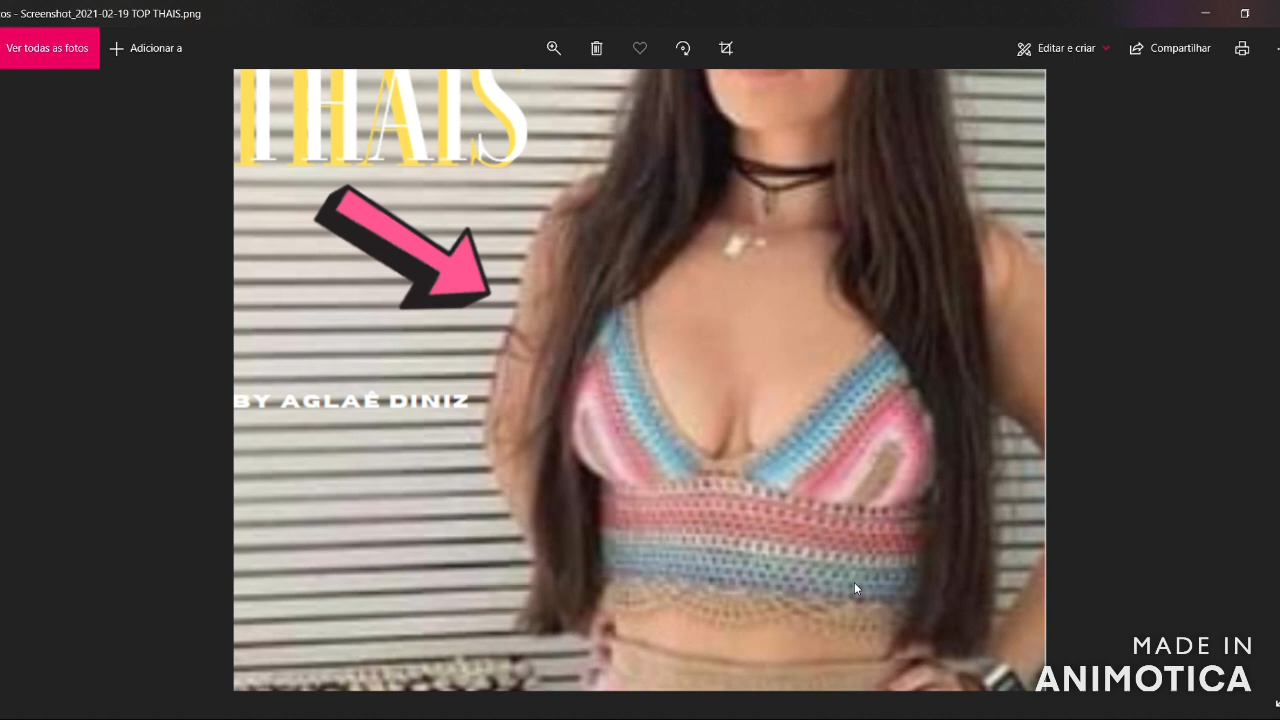 os - Screenshot_2021-02-19 TOP THAIS.png
Ver todas as fotos
Adicionar a
Editar e criar
Compartilhar
THAIS
BY AGLAÊ DINIZ
MADE IN
ANIMOTICA